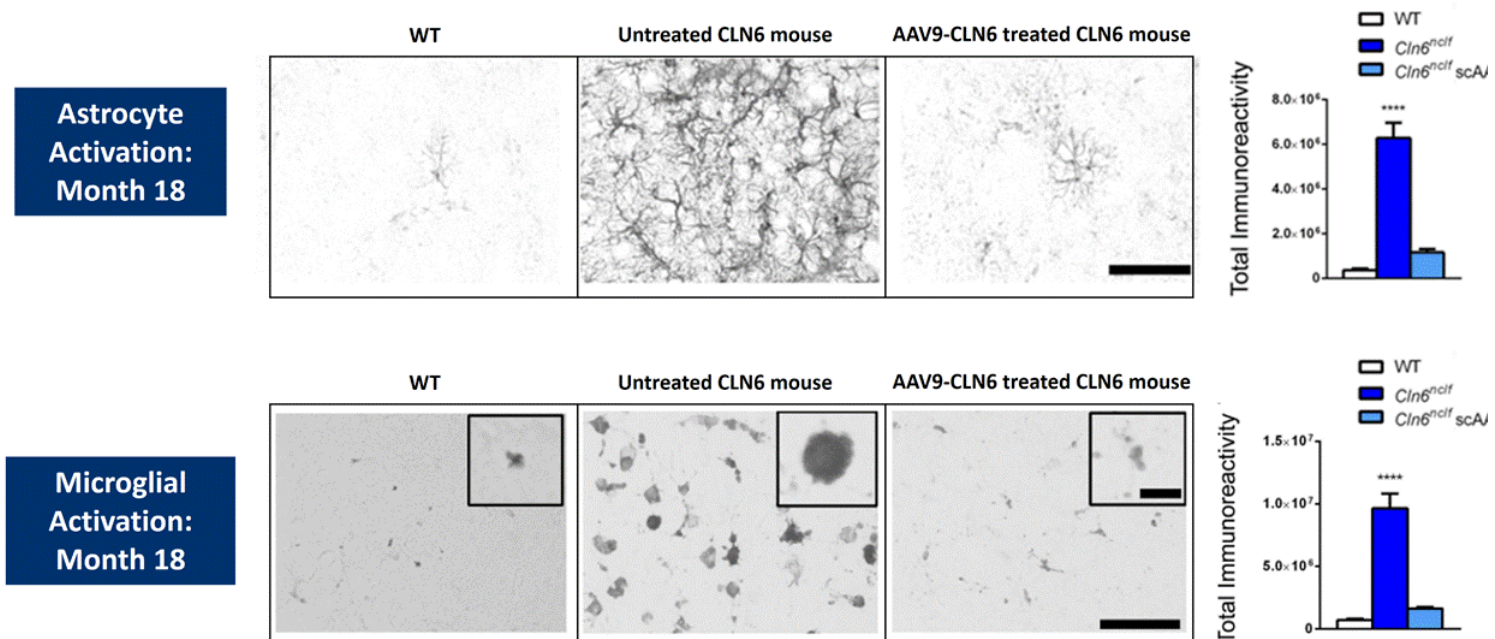 WT
Untreated CLN6 mouse
AAV9-CLN6 treated CLN6 mouse
Astrocyte
Activation:
Month 18
WT
Cln6ⁿᶜˡᶠ
Cln6ⁿᶜˡᶠ scAA
Total Immunoreactivity
8.0×10⁶
6.0×10⁶
4.0×10⁶
2.0×10⁶
0
****
WT
Untreated CLN6 mouse
AAV9-CLN6 treated CLN6 mouse
Microglial
Activation:
Month 18
WT
Cln6ⁿᶜˡᶠ
Cln6ⁿᶜˡᶠ scAA
Total Immunoreactivity
1.5×10⁷
1.0×10⁷
5.0×10⁶
0
****